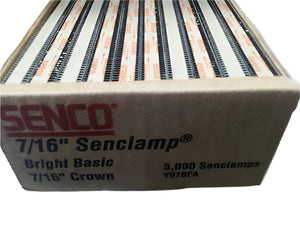 SENCO
7/16" Senclamp®
Bright Basic
7/16" Crown
3,000 Senclamps
Y07BFA